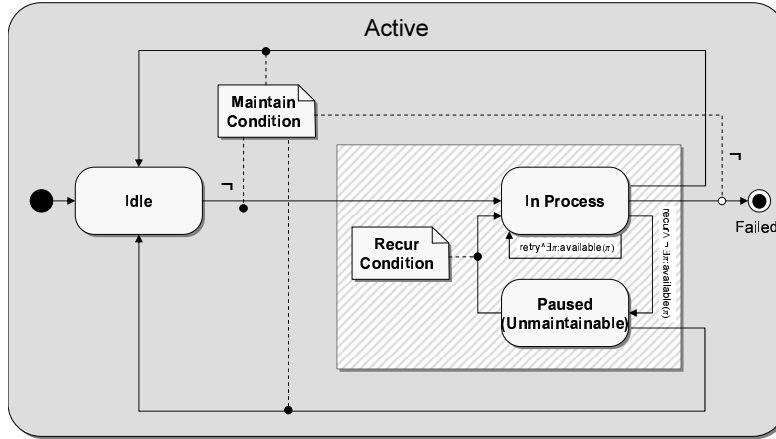 Active
Maintain
Condition
¬
¬
Idle
In Process
Failed
Recur
Condition
retry^∃π:available(π)
recur^ ¬ ∃π:available(π)
Paused
(Unmaintainable)